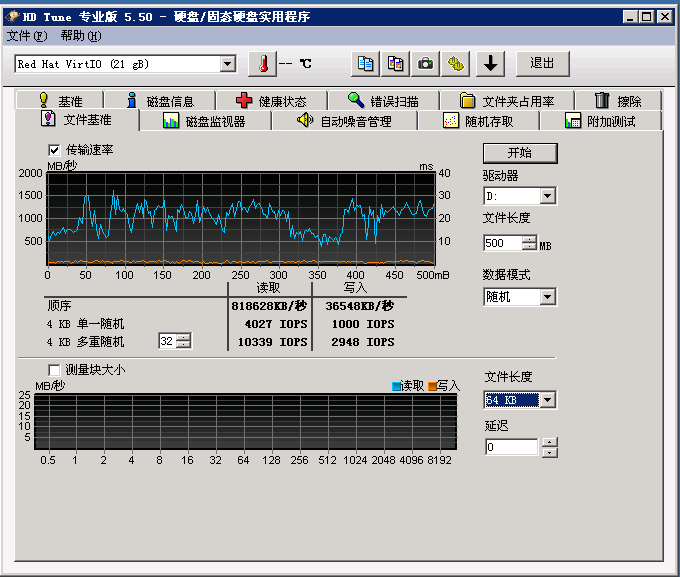 HD Tune 专业版 5.50 - 硬盘/固态硬盘实用程序
文件(F) 帮助(H)
Red Hat VirtIO (21 gB) -- ℃ 退出
基准 磁盘信息 健康状态 错误扫描 文件夹占用率 擦除
文件基准 磁盘监视器 自动噪音管理 随机存取 附加测试
传输速率
MB/秒 ms
2000 40
1500 30
1000 20
500 10
0 50 100 150 200 250 300 350 400 450 500mB
读取 写入
顺序 818628KB/秒 36548KB/秒
4 KB 单一随机 4027 IOPS 1000 IOPS
4 KB 多重随机 32 10339 IOPS 2948 IOPS
开始
驱动器
D:
文件长度
500 MB
数据模式
随机
测量块大小
MB/秒 读取 写入
25
20
15
10
5
0.5 1 2 4 8 16 32 64 128 256 512 1024 2048 4096 8192
文件长度
64 KB
延迟
0